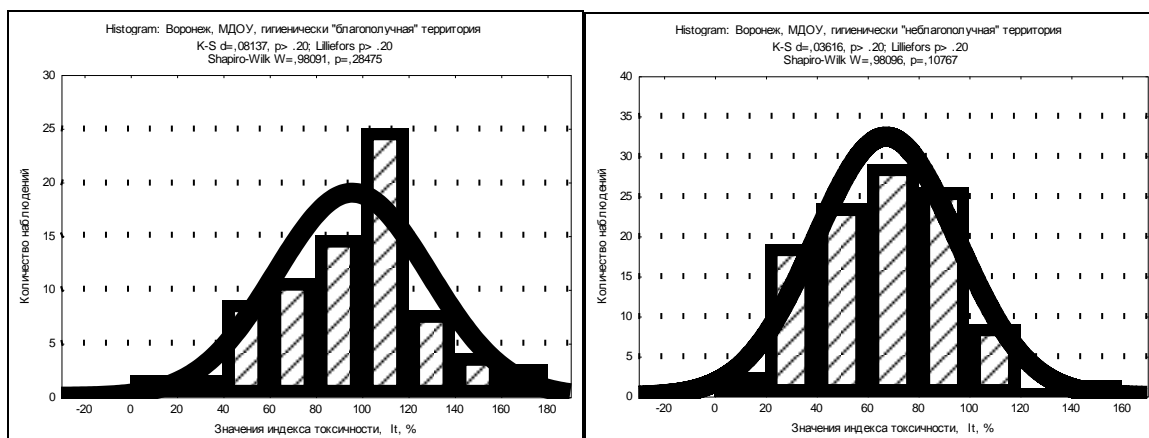 Histogram: Воронеж, МДОУ, гигиенически "благополучная" территория
K-S d=,08137, p> .20; Lilliefors p> .20
Shapiro-Wilk W=,98091, p=,28475
30
25
20
15
10
5
0
Количество наблюдений
-20 0 20 40 60 80 100 120 140 160 180
Значения индекса токсичности, It, %
Histogram: Воронеж, МДОУ, гигиенически "неблагополучная" территория
K-S d=,03616, p> .20; Lilliefors p> .20
Shapiro-Wilk W=,98096, p=,10767
40
35
30
25
20
15
10
5
0
Количество наблюдений
-20 0 20 40 60 80 100 120 140 160
Значения индекса токсичности, It, %